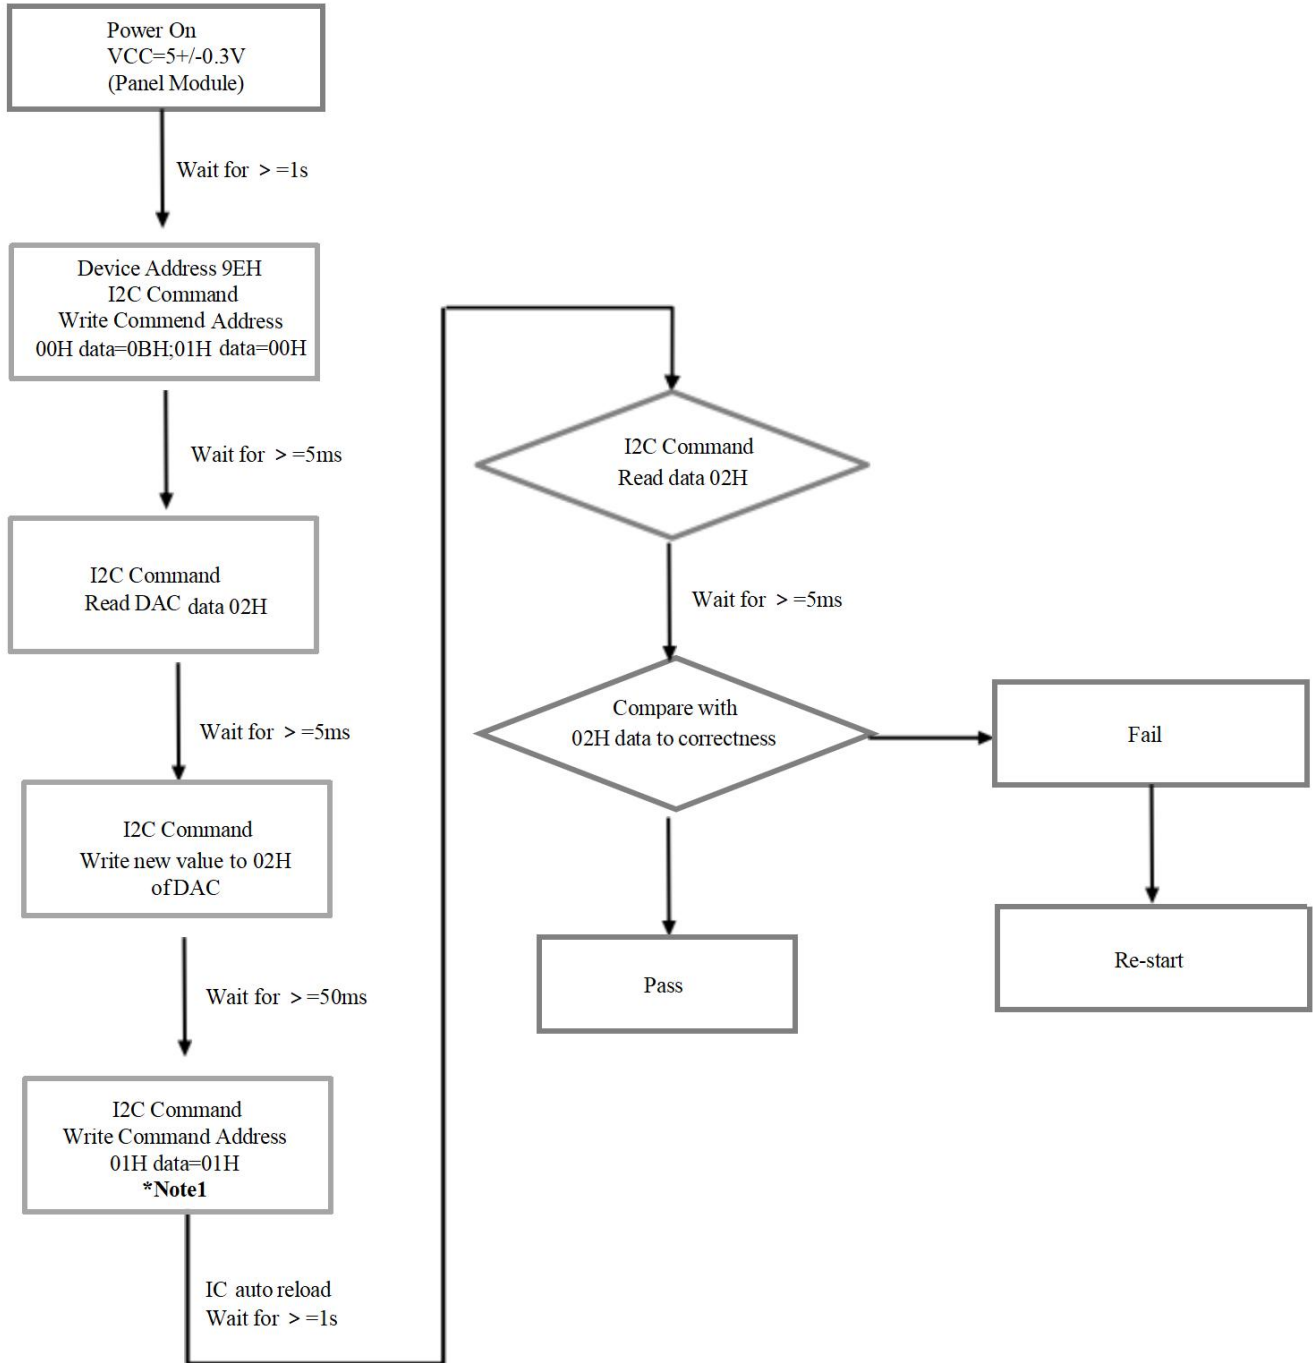 Power On
VCC=5+/-0.3V
(Panel Module)
Wait for > =1s
Device Address 9EH
I2C Command
Write Commend Address
00H data=0BH;01H data=00H
Wait for > =5ms
I2C Command
Read DAC data 02H
Wait for > =5ms
I2C Command
Write new value to 02H
of DAC
Wait for > =50ms
I2C Command
Write Command Address
01H data=01H
*Note1
IC auto reload
Wait for > =1s
I2C Command
Read data 02H
Wait for > =5ms
Compare with
02H data to correctness
Fail
Re-start
Pass